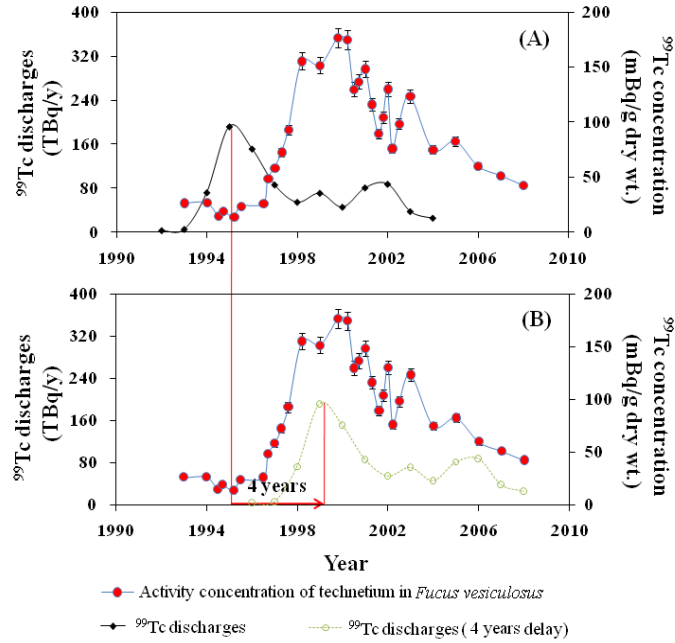 (A)
400
320
240
160
80
0
200
150
100
50
0
1990
1994
1998
2002
2006
2010
⁹⁹Tc discharges
(TBq/y)
⁹⁹Tc concentration
(mBq/g dry wt.)
(B)
400
320
240
160
80
0
200
150
100
50
0
4 years
1990
1994
1998
2002
2006
2010
⁹⁹Tc discharges
(TBq/y)
⁹⁹Tc concentration
(mBq/g dry wt.)
Year
Activity concentration of technetium in Fucus vesiculosus
⁹⁹Tc discharges
⁹⁹Tc discharges ( 4 years delay)